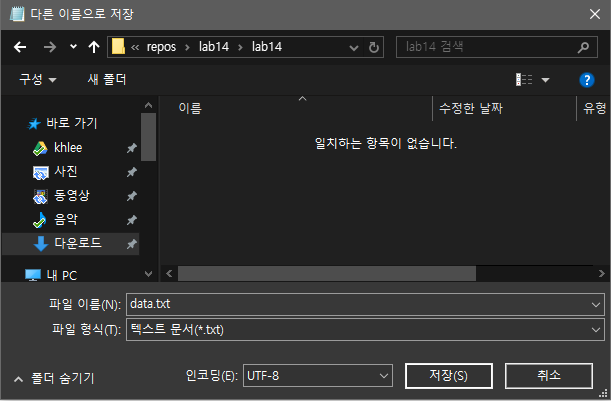 다른 이름으로 저장
« repos > lab14 > lab14
lab14 검색
구성
새 폴더
이름 수정한 날짜 유형
바로 가기
khlee
사진
동영상
음악
다운로드
내 PC
일치하는 항목이 없습니다.
파일 이름(N): data.txt
파일 형식(T): 텍스트 문서(*.txt)
폴더 숨기기
인코딩(E): UTF-8
저장(S)
취소